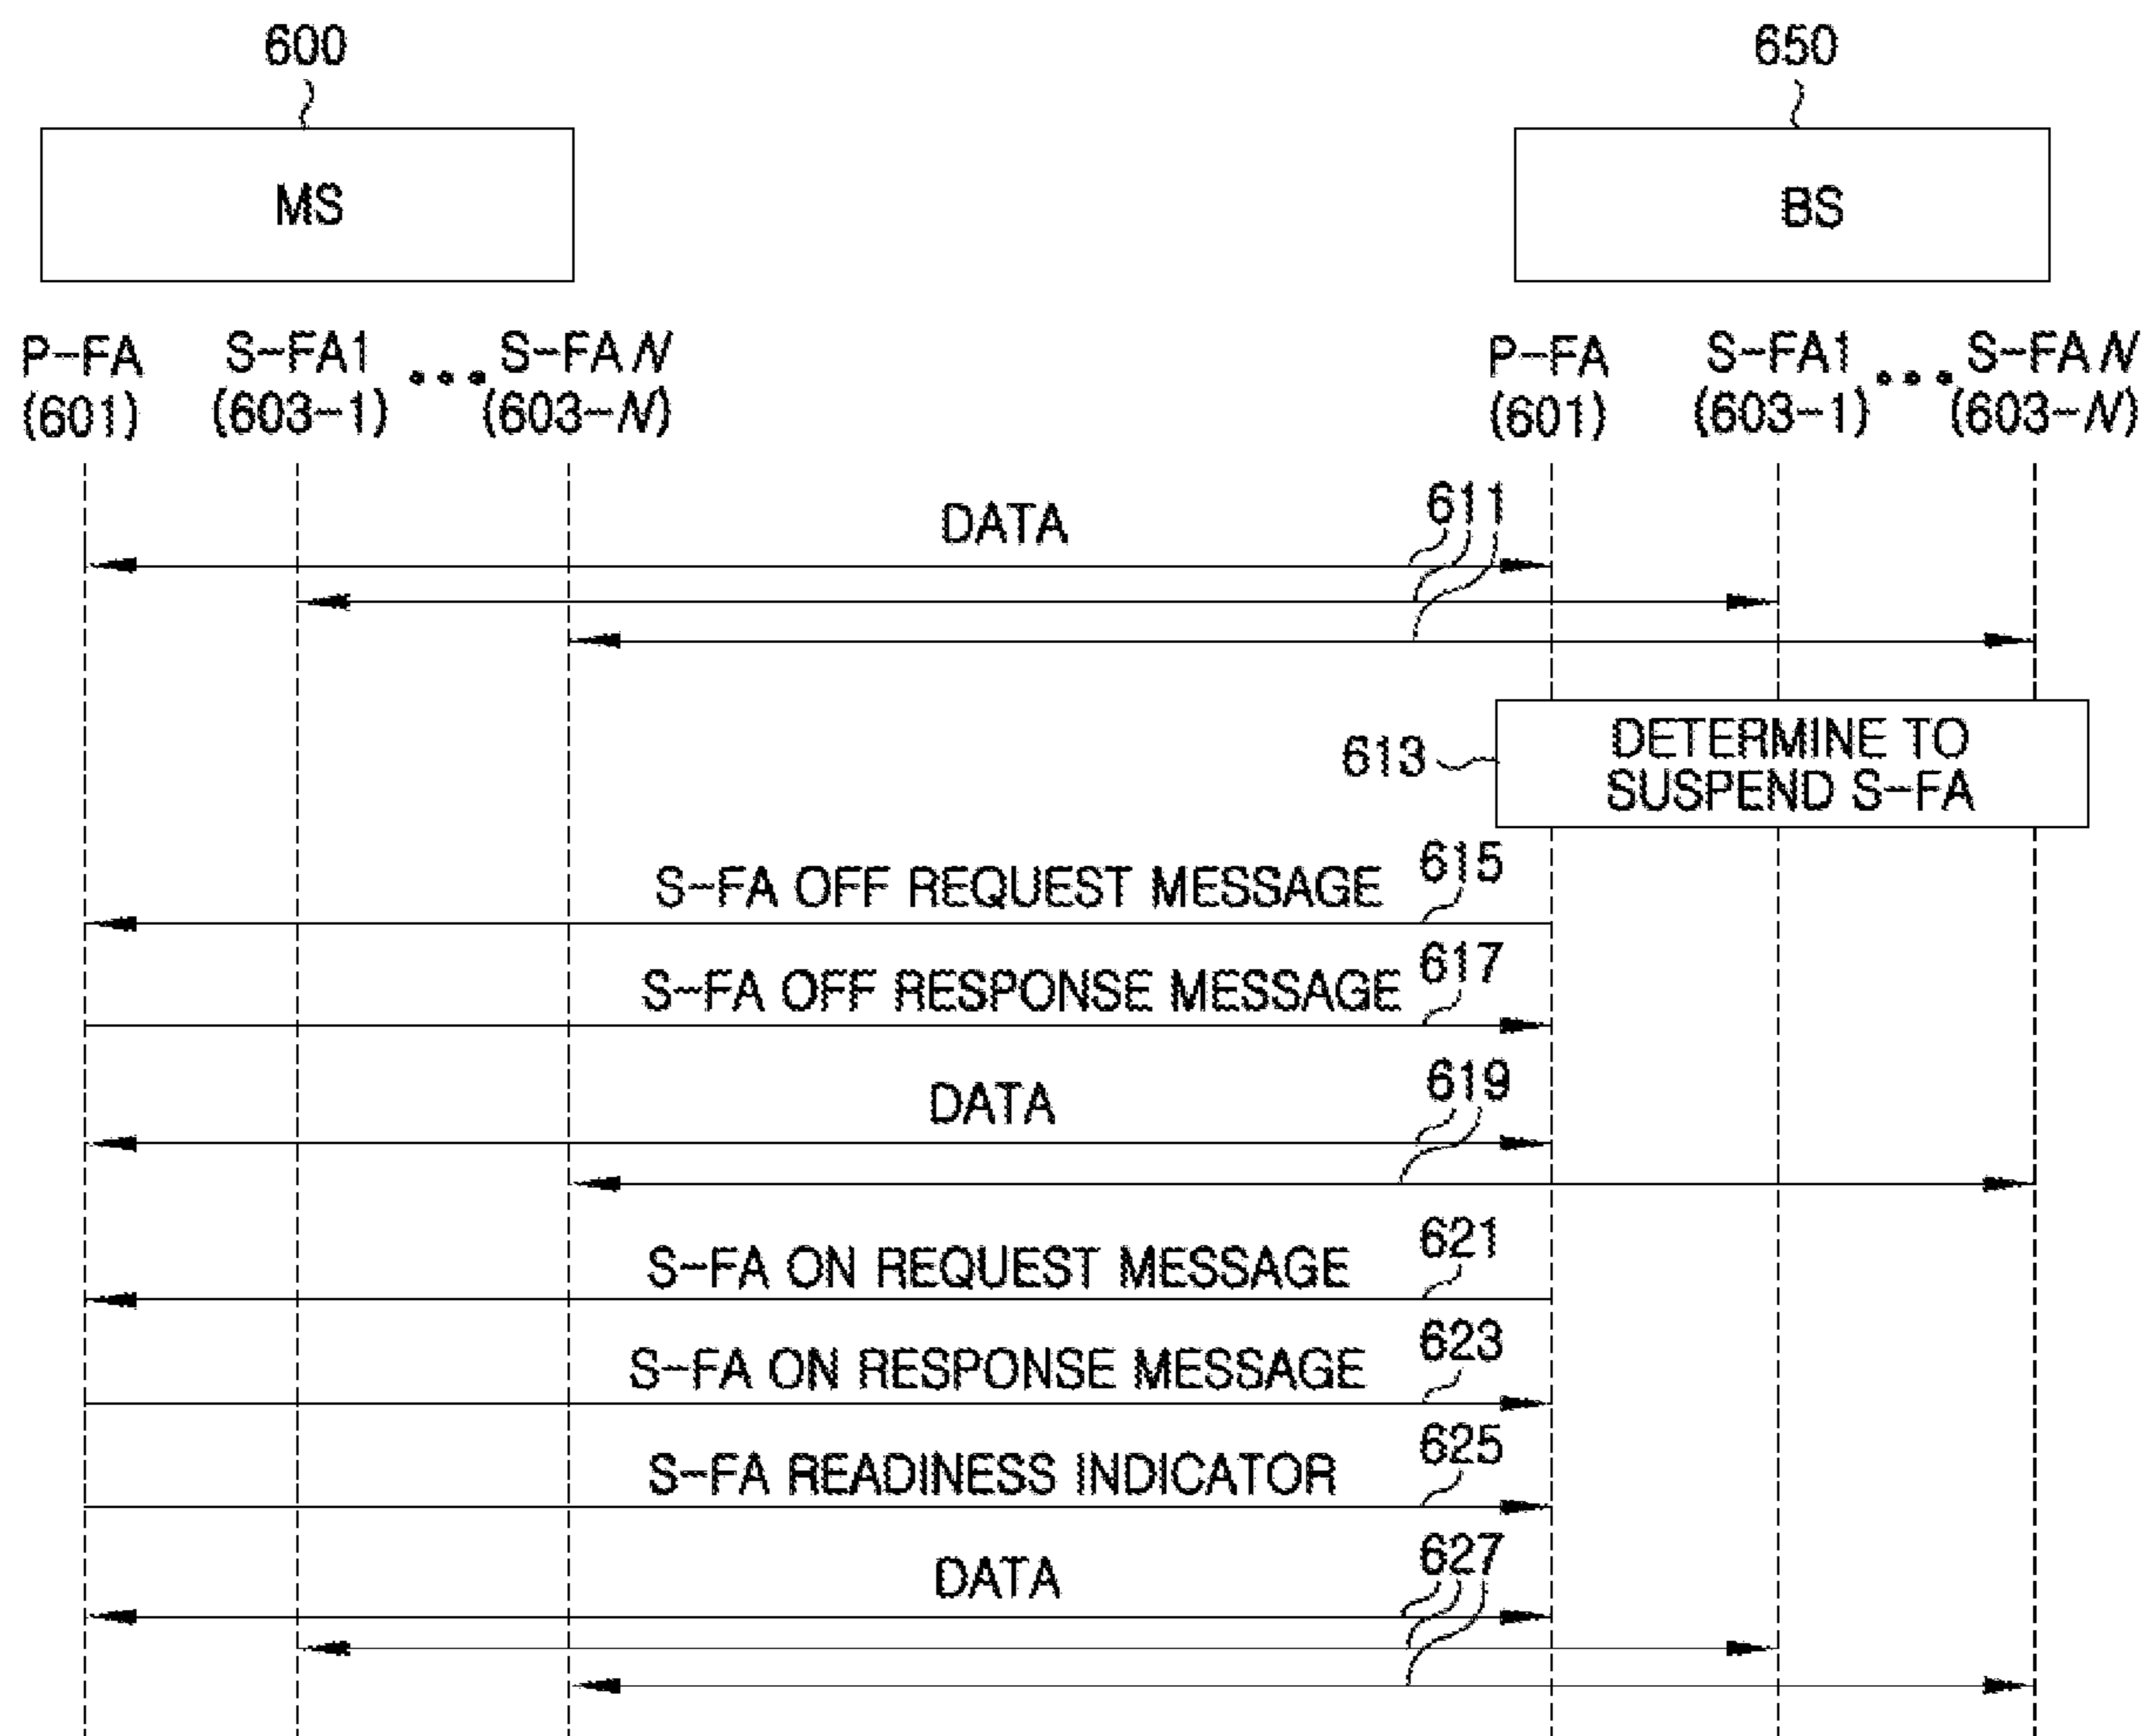 600
650
MS
BS
P-FA S-FA1 ••• S-FA N
(601) (603-1) (603-N)
P-FA S-FA1 ••• S-FA N
(601) (603-1) (603-N)
DATA
611
613
DETERMINE TO
SUSPEND S-FA
S-FA OFF REQUEST MESSAGE 615
S-FA OFF RESPONSE MESSAGE 617
DATA
619
S-FA ON REQUEST MESSAGE 621
S-FA ON RESPONSE MESSAGE 623
S-FA READINESS INDICATOR 625
DATA
627